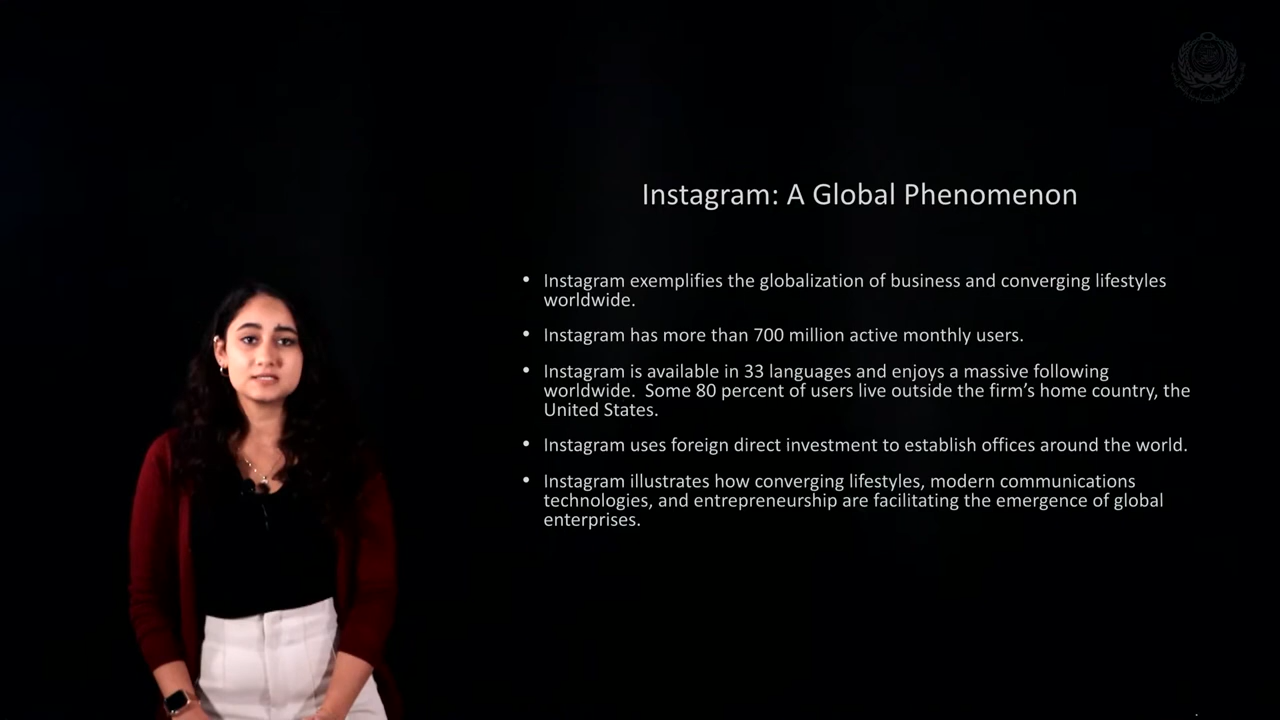 Instagram: A Global Phenomenon
• Instagram exemplifies the globalization of business and converging lifestyles
worldwide.
• Instagram has more than 700 million active monthly users.
• Instagram is available in 33 languages and enjoys a massive following
worldwide.  Some 80 percent of users live outside the firm’s home country, the
United States.
• Instagram uses foreign direct investment to establish offices around the world.
• Instagram illustrates how converging lifestyles, modern communications
technologies, and entrepreneurship are facilitating the emergence of global
enterprises.